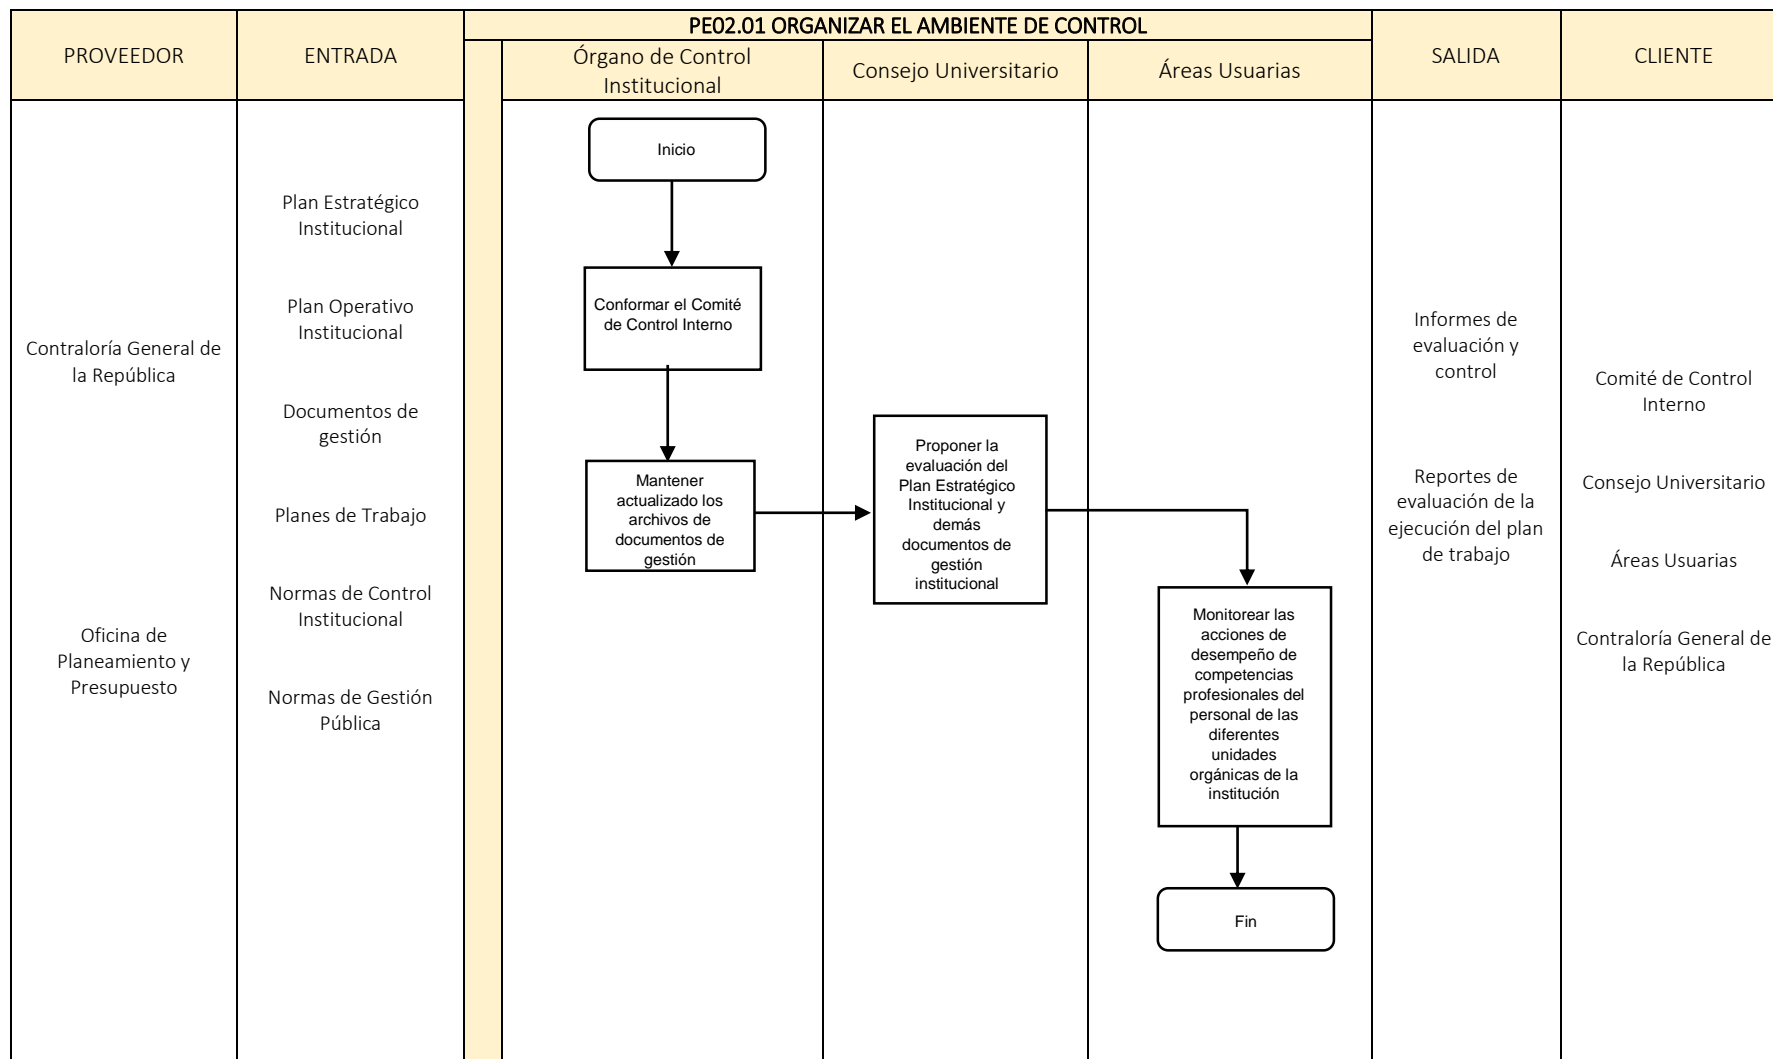 PE02.01 ORGANIZAR EL AMBIENTE DE CONTROL
PROVEEDOR
ENTRADA
Órgano de Control
Institucional
Consejo Universitario
Áreas Usuarias
SALIDA
CLIENTE
Contraloría General de
la República
Oficina de
Planeamiento y
Presupuesto
Plan Estratégico
Institucional
Plan Operativo
Institucional
Documentos de
gestión
Planes de Trabajo
Normas de Control
Institucional
Normas de Gestión
Pública
Inicio
Conformar el Comité
de Control Interno
Mantener
actualizado los
archivos de
documentos de
gestión
Proponer la
evaluación del
Plan Estratégico
Institucional y
demás
documentos de
gestión
institucional
Monitorear las
acciones de
desempeño de
competencias
profesionales del
personal de las
diferentes
unidades
orgánicas de la
institución
Fin
Informes de
evaluación y
control
Reportes de
evaluación de la
ejecución del plan
de trabajo
Comité de Control
Interno
Consejo Universitario
Áreas Usuarias
Contraloría General de
la República